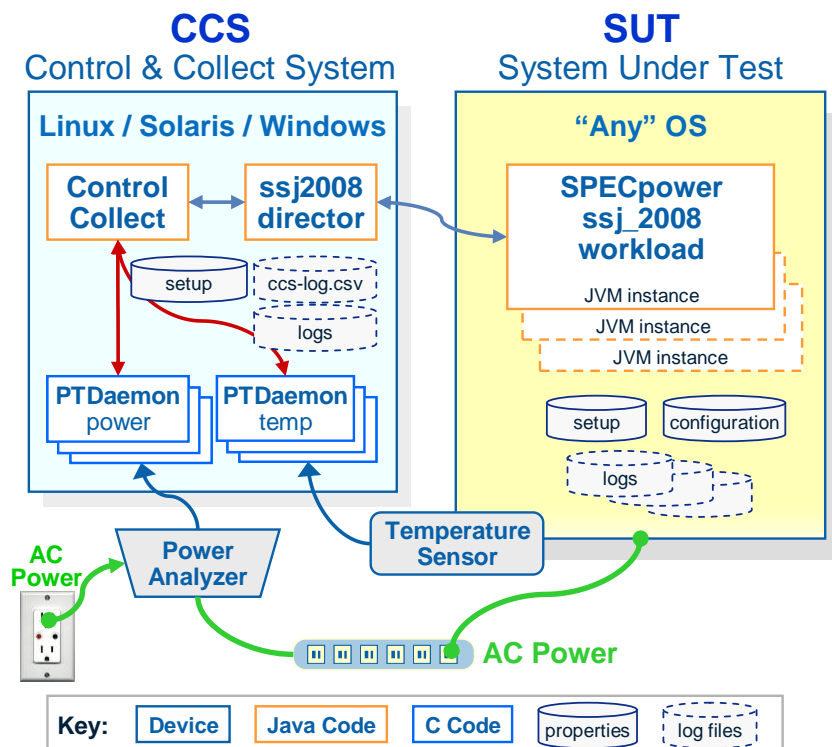 CCS
Control & Collect System
SUT
System Under Test
Linux / Solaris / Windows
Control
Collect
ssj2008
director
setup
ccs-log.csv
logs
PTDaemon
power
PTDaemon
temp
“Any” OS
SPECpower
ssj_2008
workload
JVM instance
JVM instance
JVM instance
setup
configuration
logs
Power
Analyzer
Temperature
Sensor
AC
Power
AC Power
Key:
Device
Java Code
C Code
properties
log files